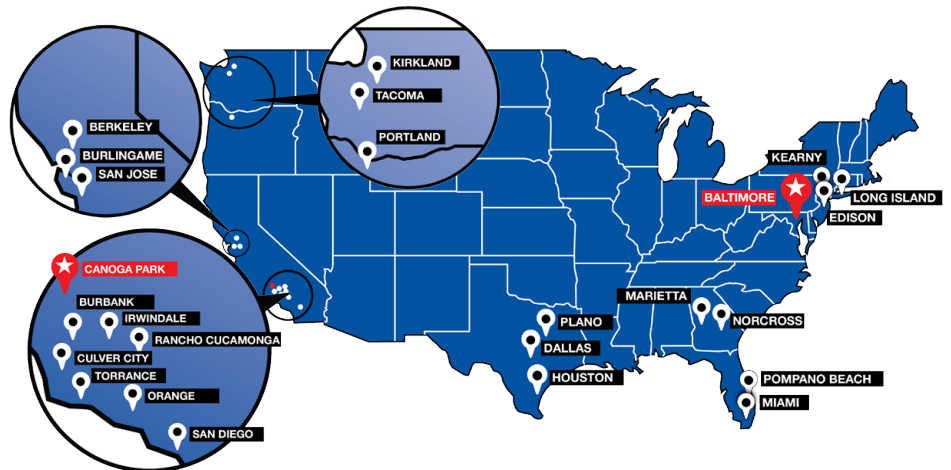 KIRKLAND
TACOMA
PORTLAND
BERKELEY
BURLINGAME
SAN JOSE
KEARNY
BALTIMORE
LONG ISLAND
EDISON
CANOGA PARK
BURBANK
IRWINDALE
RANCHO CUCAMONGA
CULVER CITY
TORRANCE
ORANGE
SAN DIEGO
MARIETTA
NORCROSS
PLANO
DALLAS
HOUSTON
POMPANO BEACH
MIAMI